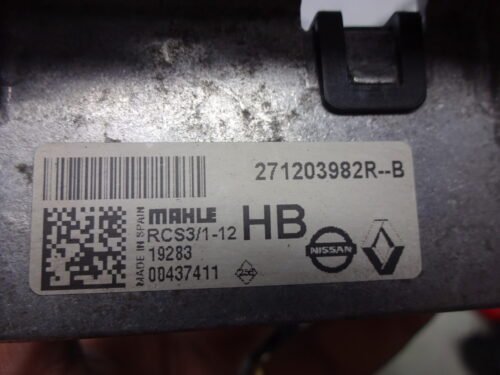 271203982R--B
MADE IN SPAIN
MAHLE
RCS3/1-12
19283
00437411
HB
NISSAN